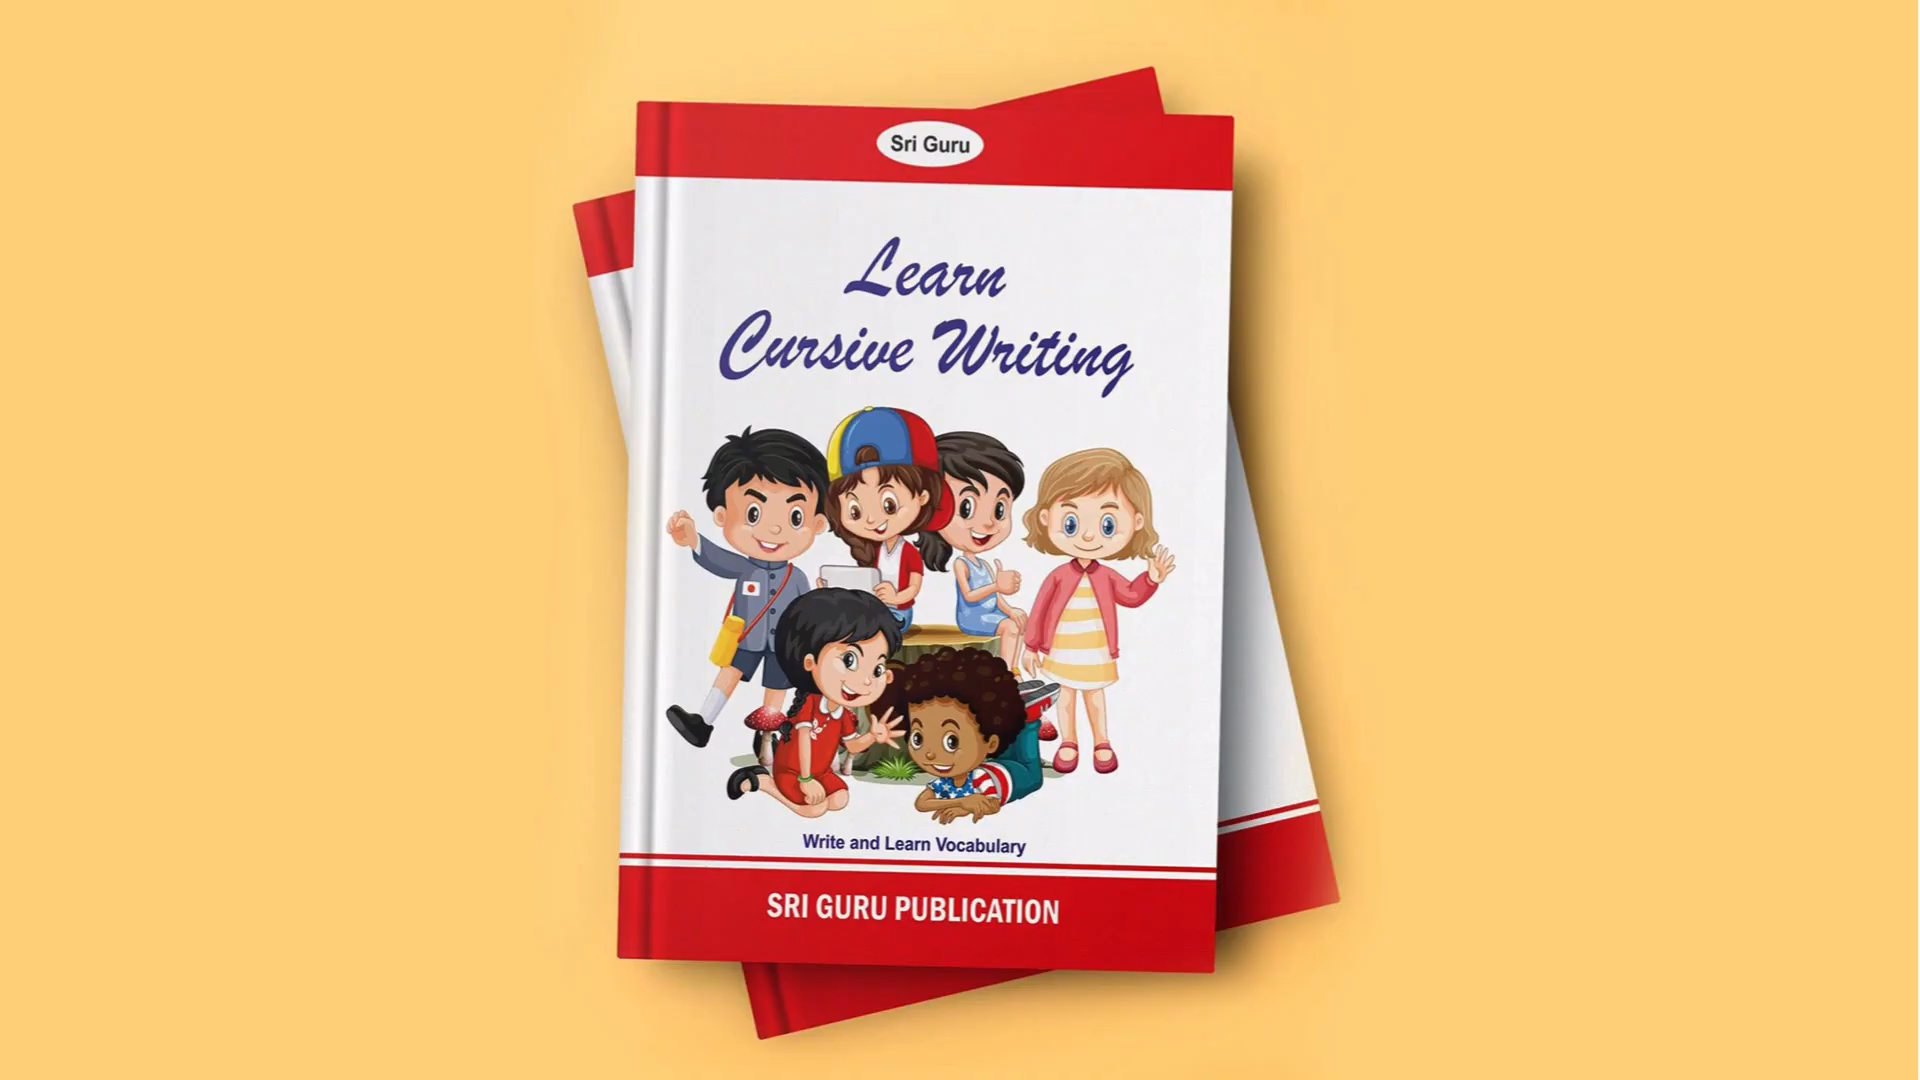 Sri Guru
Learn
Cursive Writing
Write and Learn Vocabulary
SRI GURU PUBLICATION